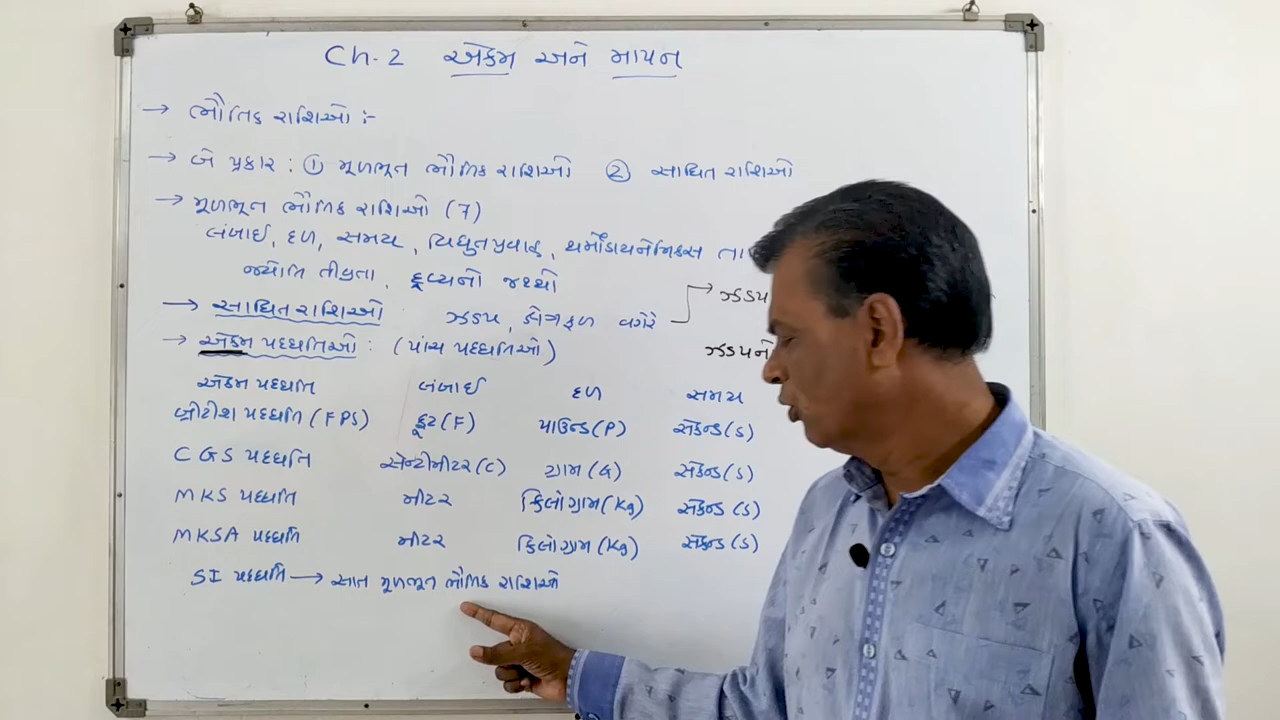 Ch-2 એકમ અને માપન
→ ભૌતિક રાશિઓ :-
→ બે પ્રકાર : ① મૂળભૂત ભૌતિક રાશિઓ ② સાધિત રાશિઓ
→ મૂળભૂત ભૌતિક રાશિઓ (7)
લંબાઈ, દળ, સમય, વિદ્યુતપ્રવાહ, થર્મોડાયનેમિક્સ
જ્યોતિ તીવ્રતા, દ્રવ્યનો જથ્થો
→ સાધિત રાશિઓ ઝડપ, ક્ષેત્રફળ વગેરે → ઝડપ
ઝડપનો
→ એકમ પદ્ધતિઓ : (પાંચ પદ્ધતિઓ)
એકમ પદ્ધતિ લંબાઈ દળ સમય
બ્રીટીશ પદ્ધતિ (FPS) ફૂટ (F) પાઉન્ડ (P) સેકન્ડ (S)
CGS પદ્ધતિ સેન્ટીમીટર (C) ગ્રામ (G) સેકન્ડ (S)
MKS પદ્ધતિ મીટર કિલોગ્રામ (Kg) સેકન્ડ (S)
MKSA પદ્ધતિ મીટર કિલોગ્રામ (Kg) સેકન્ડ (S)
SI પદ્ધતિ → સાત મૂળભૂત ભૌતિક રાશિઓ